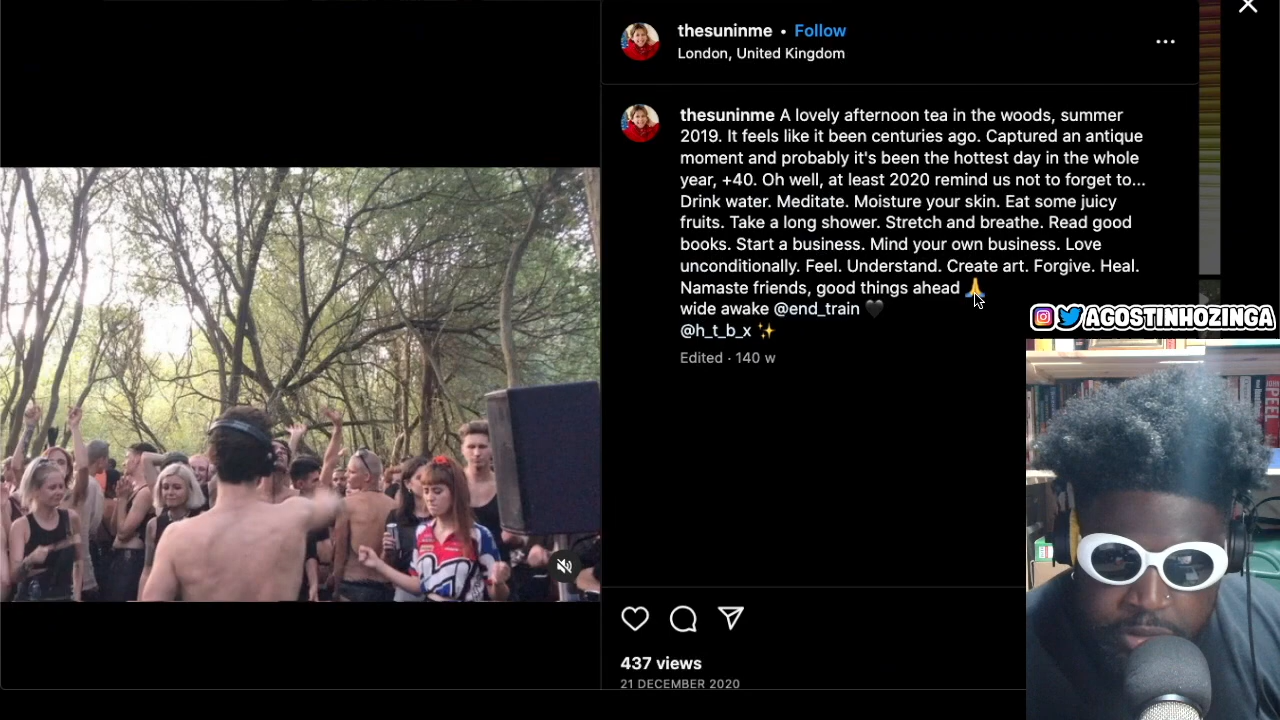 thesuninme • Follow
London, United Kingdom
thesuninme A lovely afternoon tea in the woods, summer
2019. It feels like it been centuries ago. Captured an antique
moment and probably it's been the hottest day in the whole
year, +40. Oh well, at least 2020 remind us not to forget to...
Drink water. Meditate. Moisture your skin. Eat some juicy
fruits. Take a long shower. Stretch and breathe. Read good
books. Start a business. Mind your own business. Love
unconditionally. Feel. Understand. Create art. Forgive. Heal.
Namaste friends, good things ahead 🙏
wide awake @end_train 🖤
@h_t_b_x ✨
Edited · 140 w
AGOSTINHOZINGA
PEEL
437 views
21 DECEMBER 2020